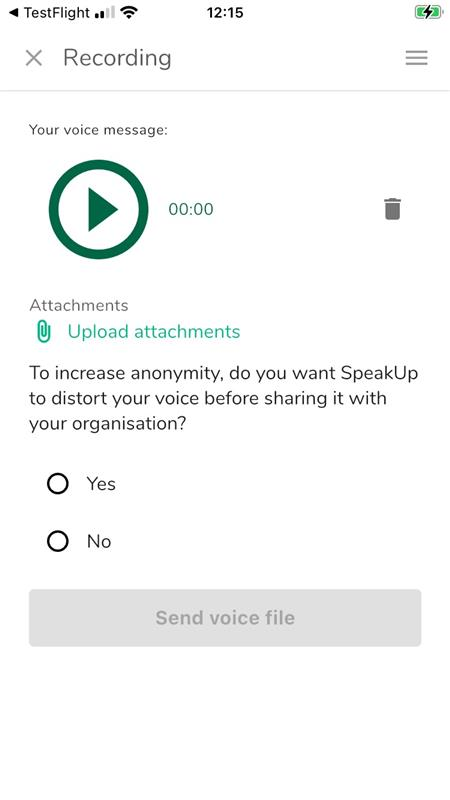 ◀ TestFlight 12:15
Recording
Your voice message:
00:00
Attachments
Upload attachments
To increase anonymity, do you want SpeakUp
to distort your voice before sharing it with
your organisation?
Yes
No
Send voice file